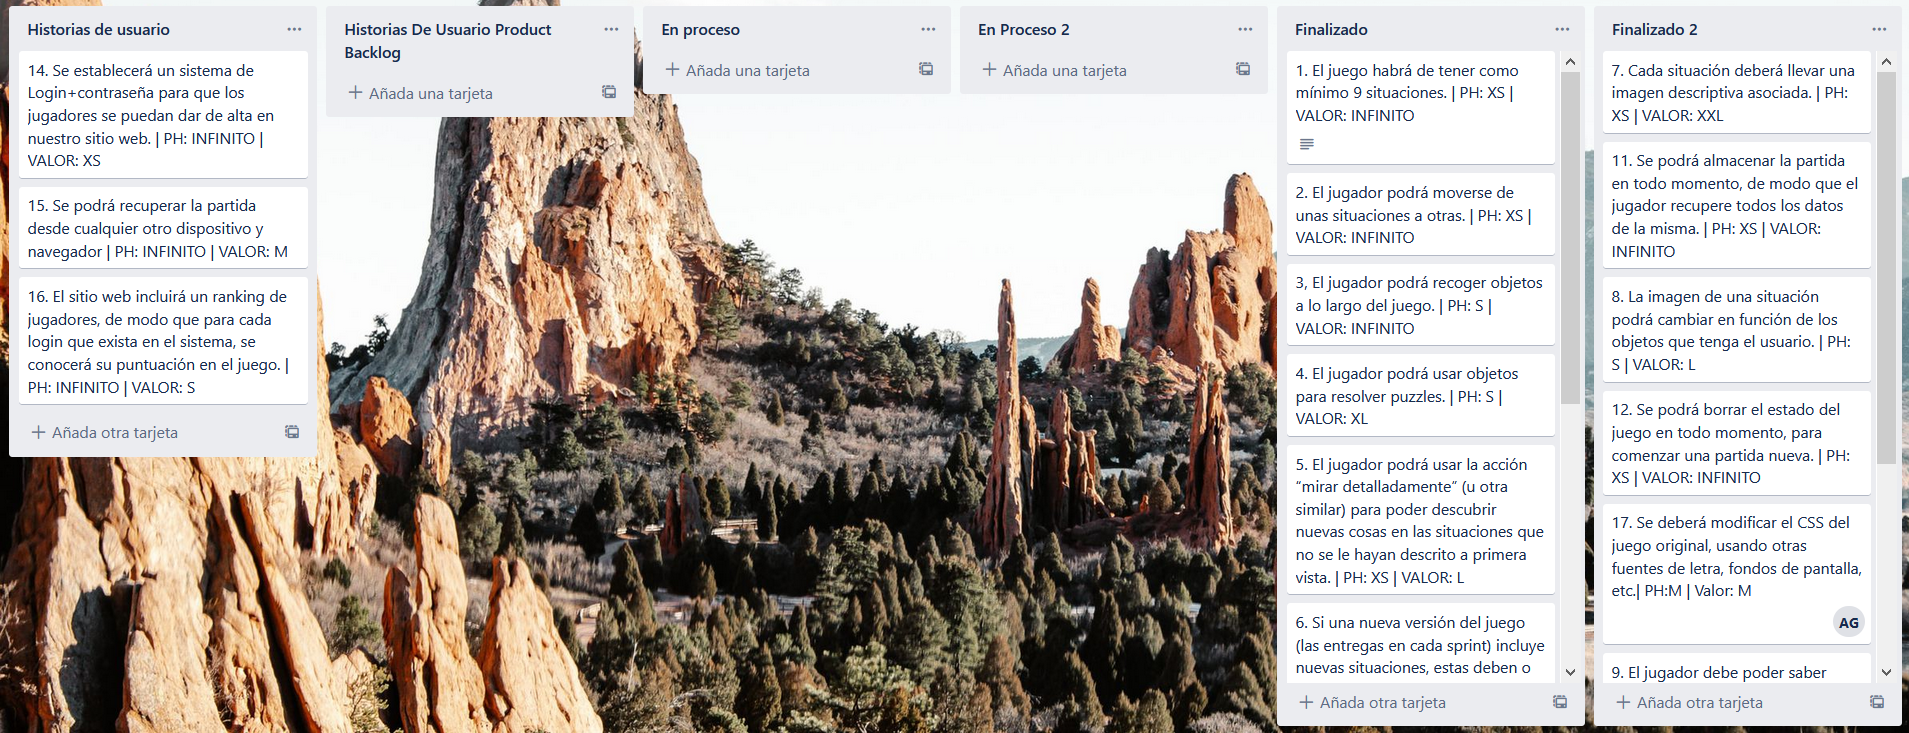 Historias de usuario
14. Se establecerá un sistema de
Login+contraseña para que los
jugadores se puedan dar de alta en
nuestro sitio web. | PH: INFINITO |
VALOR: XS
15. Se podrá recuperar la partida
desde cualquier otro dispositivo y
navegador | PH: INFINITO | VALOR: M
16. El sitio web incluirá un ranking de
jugadores, de modo que para cada
login que exista en el sistema, se
conocerá su puntuación en el juego. |
PH: INFINITO | VALOR: S
+ Añada otra tarjeta
Historias De Usuario Product
Backlog
+ Añada una tarjeta
En proceso
+ Añada una tarjeta
En Proceso 2
+ Añada una tarjeta
Finalizado
1. El juego habrá de tener como
mínimo 9 situaciones. | PH: XS |
VALOR: INFINITO
2. El jugador podrá moverse de
unas situaciones a otras. | PH: XS |
VALOR: INFINITO
3, El jugador podrá recoger objetos
a lo largo del juego. | PH: S |
VALOR: INFINITO
4. El jugador podrá usar objetos
para resolver puzzles. | PH: S |
VALOR: XL
5. El jugador podrá usar la acción
“mirar detalladamente” (u otra
similar) para poder descubrir
nuevas cosas en las situaciones que
no se le hayan descrito a primera
vista. | PH: XS | VALOR: L
6. Si una nueva versión del juego
(las entregas en cada sprint) incluye
nuevas situaciones, estas deben o
+ Añada otra tarjeta
Finalizado 2
7. Cada situación deberá llevar una
imagen descriptiva asociada. | PH:
XS | VALOR: XXL
11. Se podrá almacenar la partida
en todo momento, de modo que el
jugador recupere todos los datos
de la misma. | PH: XS | VALOR:
INFINITO
8. La imagen de una situación
podrá cambiar en función de los
objetos que tenga el usuario. | PH:
S | VALOR: L
12. Se podrá borrar el estado del
juego en todo momento, para
comenzar una partida nueva. | PH:
XS | VALOR: INFINITO
17. Se deberá modificar el CSS del
juego original, usando otras
fuentes de letra, fondos de pantalla,
etc.| PH:M | Valor: M
AG
9. El jugador debe poder saber
+ Añada otra tarjeta